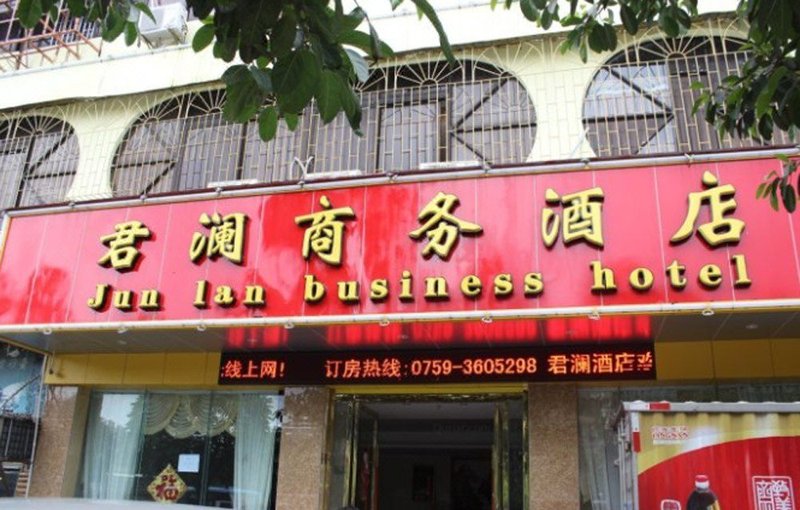 君澜商务酒店
Jun lan business hotel
线上网! 订房热线:0759-3605298 君澜酒店
福